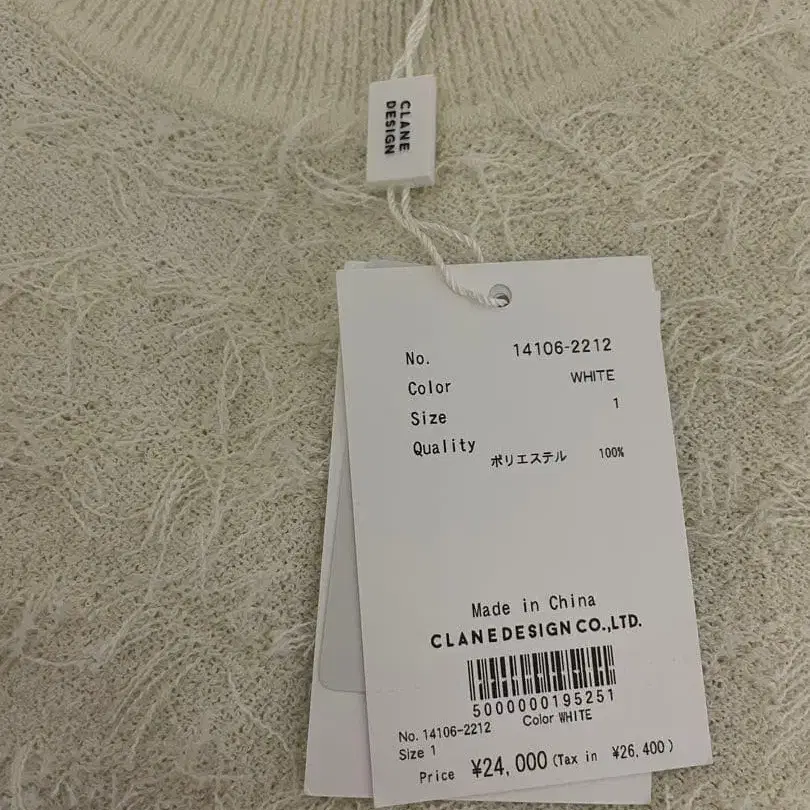 CLANE
DESIGN
No. 14106-2212
Color WHITE
Size 1
Quality ポリエステル 100%
Made in China
CLANEDESIGN CO.,LTD.
5000000195251
No. 14106-2212 Color WHITE
Size 1
Price ¥24,000 (Tax in ¥26,400)